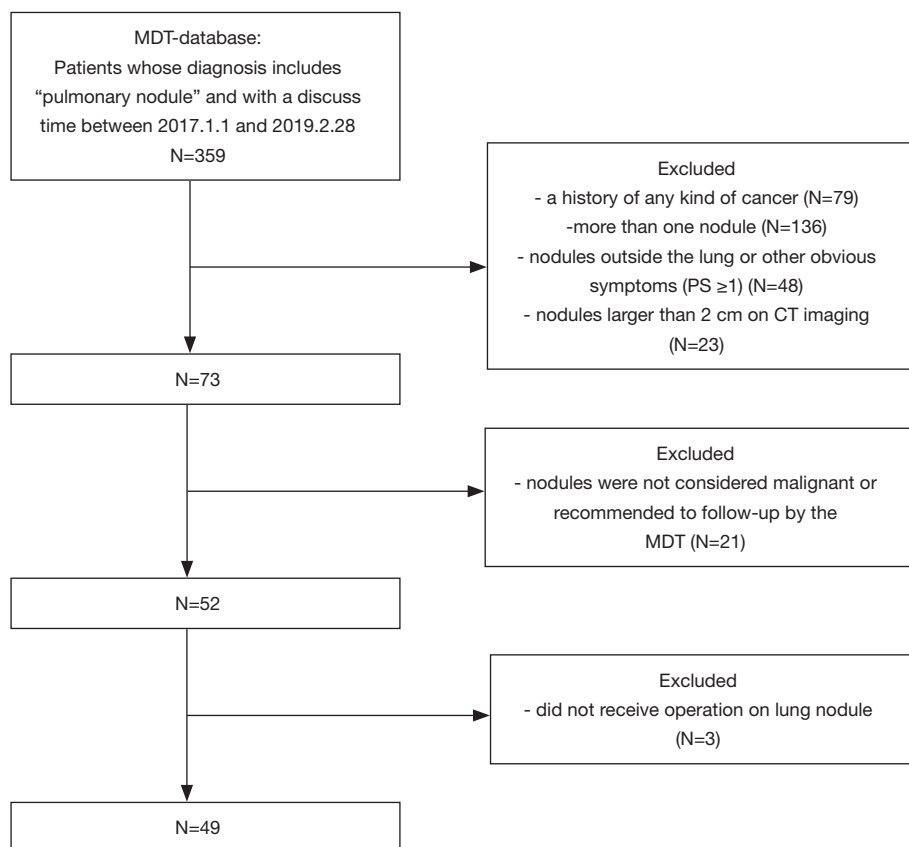 MDT-database:
Patients whose diagnosis includes
“pulmonary nodule” and with a discuss
time between 2017.1.1 and 2019.2.28
N=359
Excluded
- a history of any kind of cancer (N=79)
-more than one nodule (N=136)
- nodules outside the lung or other obvious
symptoms (PS ≥1) (N=48)
- nodules larger than 2 cm on CT imaging
(N=23)
N=73
Excluded
- nodules were not considered malignant or
recommended to follow-up by the
MDT (N=21)
N=52
Excluded
- did not receive operation on lung nodule
(N=3)
N=49